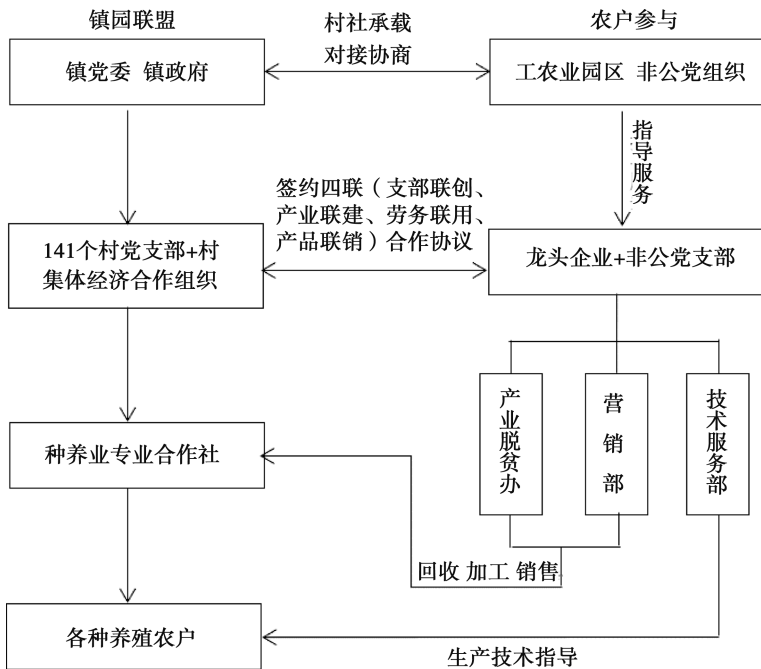 镇园联盟
村社承载
对接协商
农户参与
镇党委 镇政府
工农业园区 非公党组织
指导服务
签约四联（支部联创、
产业联建、劳务联用、
产品联销）合作协议
141个村党支部+村
集体经济合作组织
龙头企业+非公党支部
产业脱贫办
营销部
技术服务部
种养业专业合作社
回收 加工 销售
各种养殖农户
生产技术指导